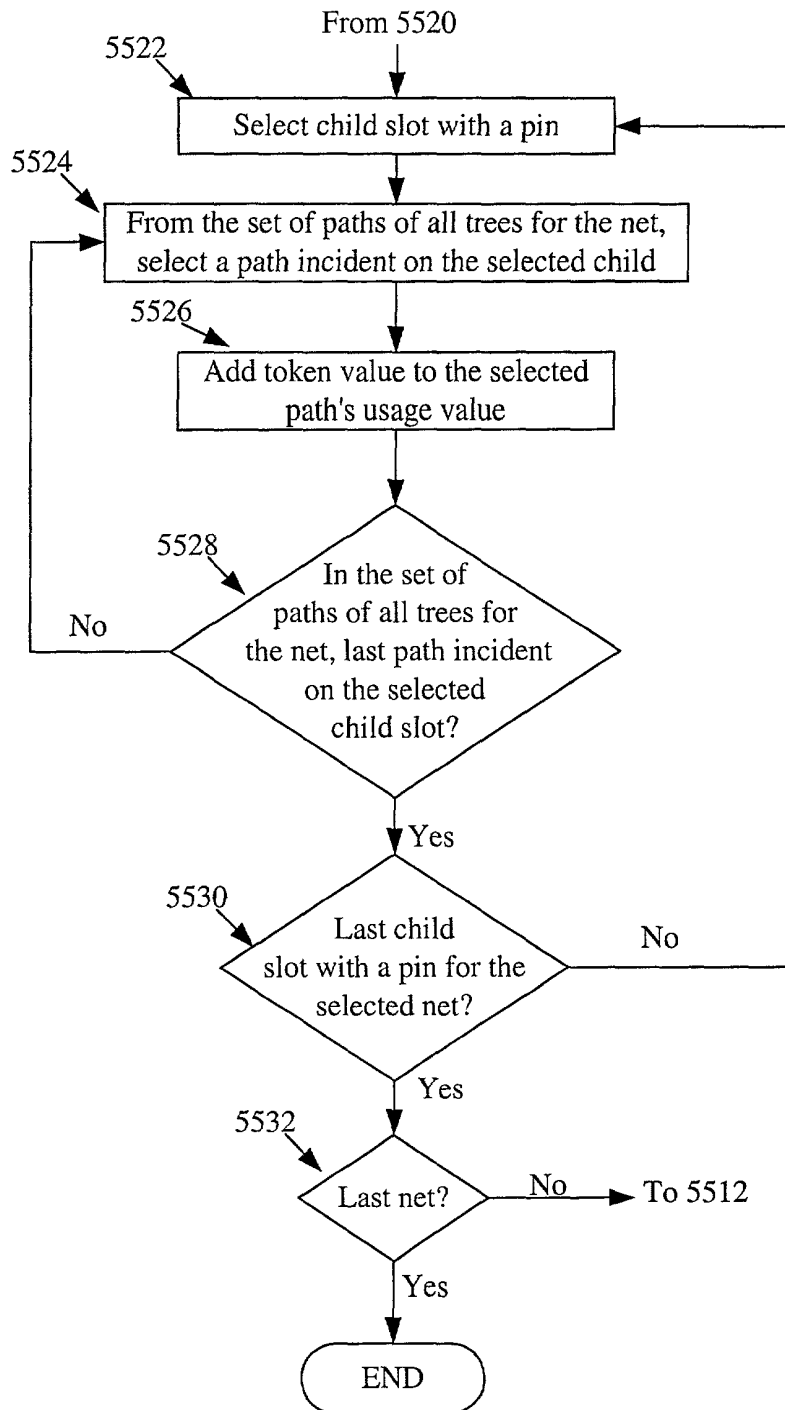 From 5520
5522
Select child slot with a pin
5524
From the set of paths of all trees for the net,
select a path incident on the selected child
5526
Add token value to the selected
path's usage value
5528
In the set of
paths of all trees for
the net, last path incident
on the selected
child slot?
No
Yes
5530
Last child
slot with a pin for the
selected net?
No
Yes
5532
Last net?
No
To 5512
Yes
END